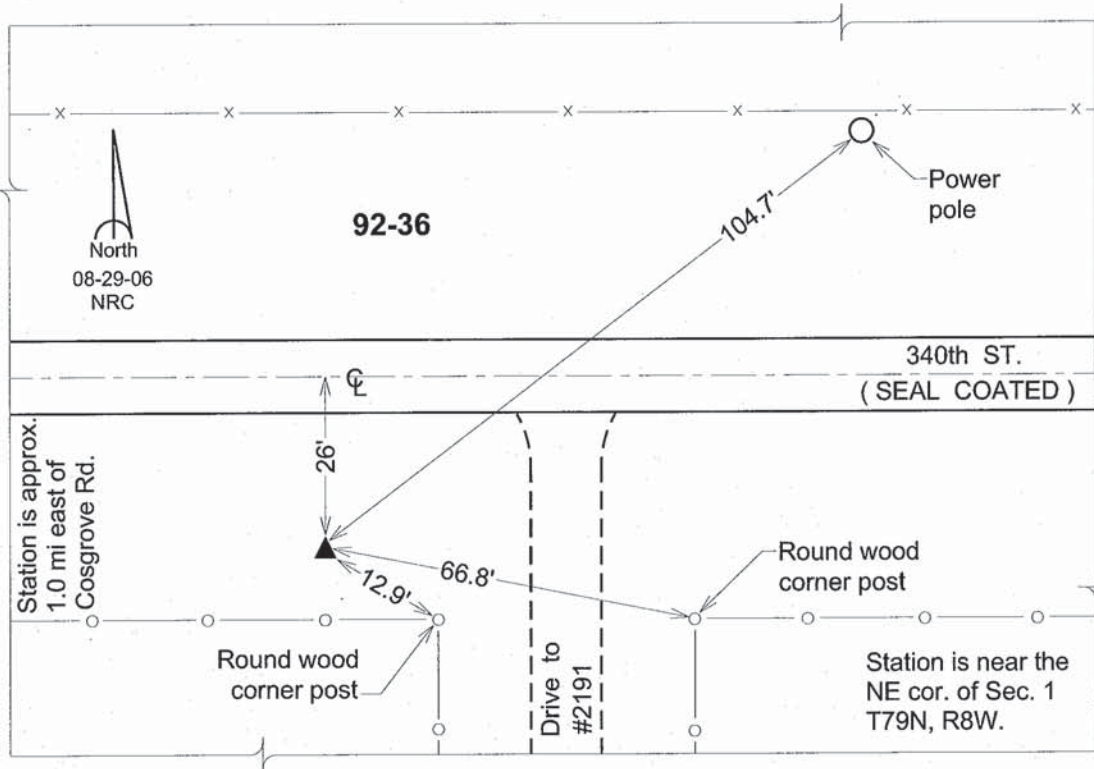 Power
pole
104.7'
92-36
North
08-29-06
NRC
340th ST.
℄
( SEAL COATED )
Station is approx.
1.0 mi east of
Cosgrove Rd.
26'
66.8'
12.9'
Round wood
corner post
Round wood
corner post
Drive to
#2191
Station is near the
NE cor. of Sec. 1
T79N, R8W.